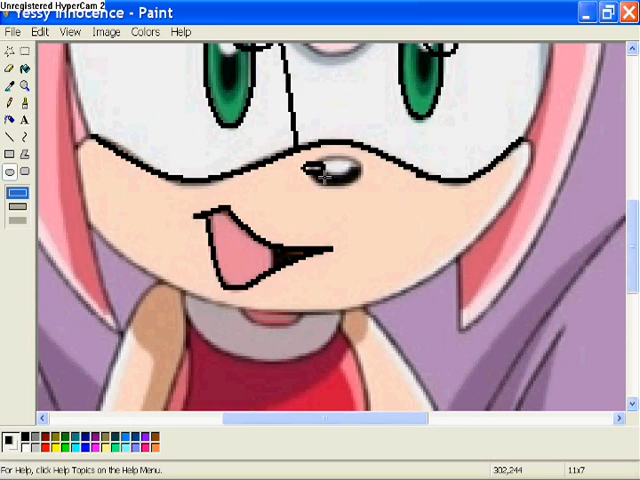 Unregistered HyperCam 2
Yessy Innocence - Paint
File Edit View Image Colors Help
A
For Help, click Help Topics on the Help Menu.
302,244
11x7